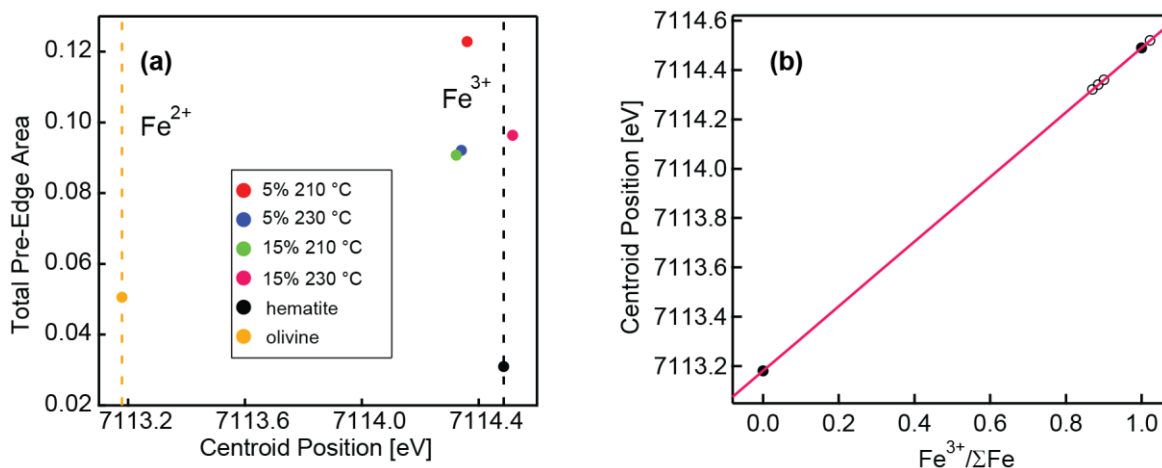 (a)
Fe²⁺
Fe³⁺
0.12
0.10
0.08
0.06
0.04
0.02
Total Pre-Edge Area
5% 210 °C
5% 230 °C
15% 210 °C
15% 230 °C
hematite
olivine
7113.2 7113.6 7114.0 7114.4
Centroid Position [eV]
(b)
7114.6
7114.4
7114.2
7114.0
7113.8
7113.6
7113.4
7113.2
Centroid Position [eV]
0.0 0.2 0.4 0.6 0.8 1.0
Fe³⁺/ΣFe